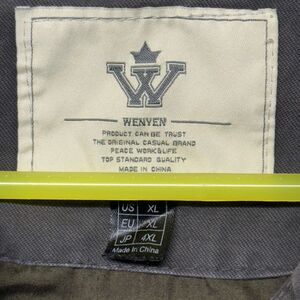 W
WENYEN
PRODUCT CAN BE TRUST
THE ORIGINAL CASUAL BRAND
PEACE WORK&LIFE
TOP STANDARD QUALITY
MADE IN CHINA
US XL
EU XL
JP 4XL
Made In China